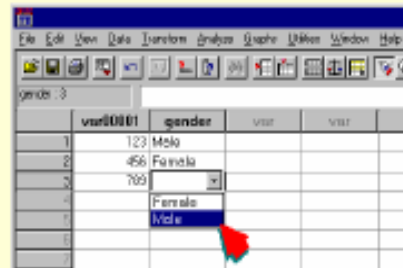 File Edit View Data Transform Analyze Graphs Utilities Window Help
gender : 3
var00001 gender var var
1 123 Male
2 456 Female
3 789
4 Female
5 Male
6
7